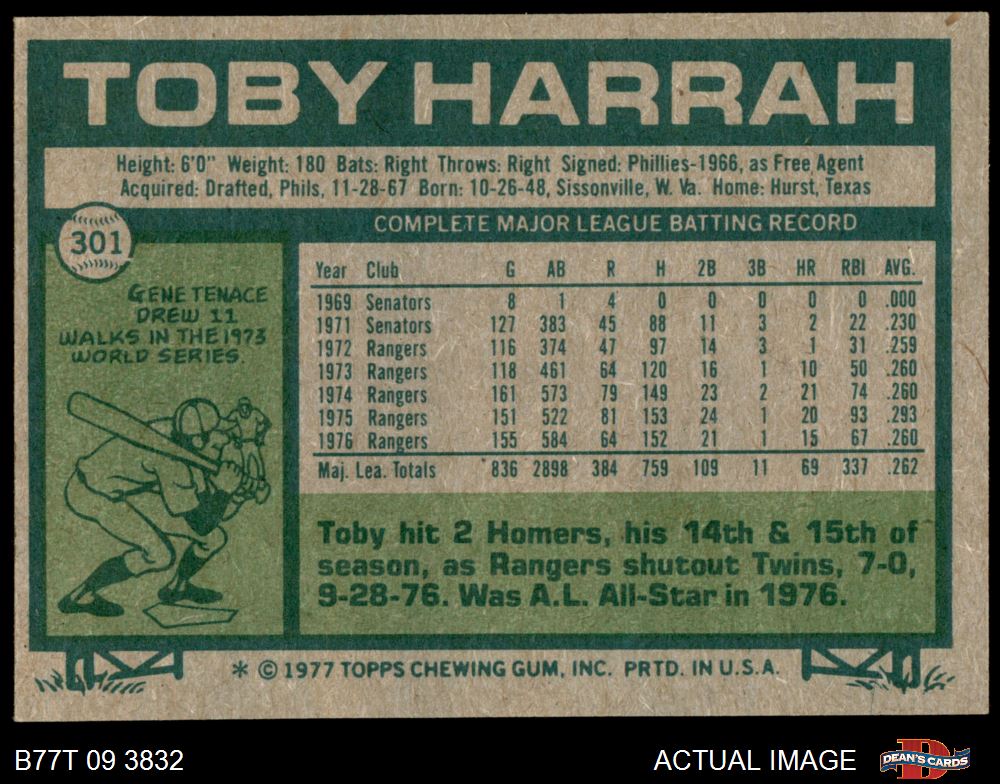 TOBY HARRAH
Height: 6'0" Weight: 180 Bats: Right Throws: Right Signed: Phillies-1966, as Free Agent
Acquired: Drafted, Phils, 11-28-67 Born: 10-26-48, Sissonville, W. Va. Home: Hurst, Texas
301
GENE TENACE
DREW 11
WALKS IN THE 1973
WORLD SERIES.
COMPLETE MAJOR LEAGUE BATTING RECORD
Year Club G AB R H 2B 3B HR RBI AVG.
1969 Senators 8 1 4 0 0 0 0 0 .000
1971 Senators 127 383 45 88 11 3 2 22 .230
1972 Rangers 116 374 47 97 14 3 1 31 .259
1973 Rangers 118 461 64 120 16 1 10 50 .260
1974 Rangers 161 573 79 149 23 2 21 74 .260
1975 Rangers 151 522 81 153 24 1 20 93 .293
1976 Rangers 155 584 64 152 21 1 15 67 .260
Maj. Lea. Totals 836 2898 384 759 109 11 69 337 .262
Toby hit 2 Homers, his 14th & 15th of
season, as Rangers shutout Twins, 7-0,
9-28-76. Was A.L. All-Star in 1976.
* © 1977 TOPPS CHEWING GUM, INC. PRTD. IN U.S.A.
B77T 09 3832
ACTUAL IMAGE
DEAN'S CARDS